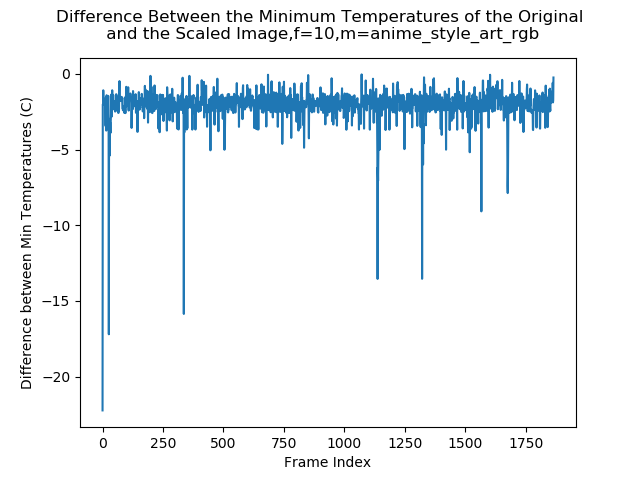 Difference Between the Minimum Temperatures of the Original
and the Scaled Image,f=10,m=anime_style_art_rgb
Difference between Min Temperatures (C)
0
−5
−10
−15
−20
0 250 500 750 1000 1250 1500 1750
Frame Index